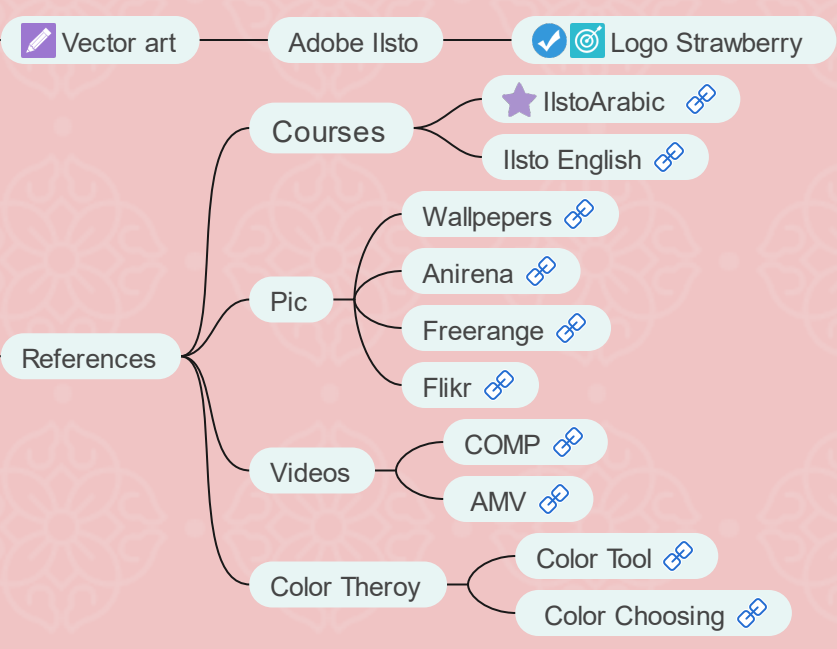 Vector art
Adobe Ilsto
Logo Strawberry
References
Courses
IlstoArabic
Ilsto English
Pic
Wallpepers
Anirena
Freerange
Flikr
Videos
COMP
AMV
Color Theroy
Color Tool
Color Choosing